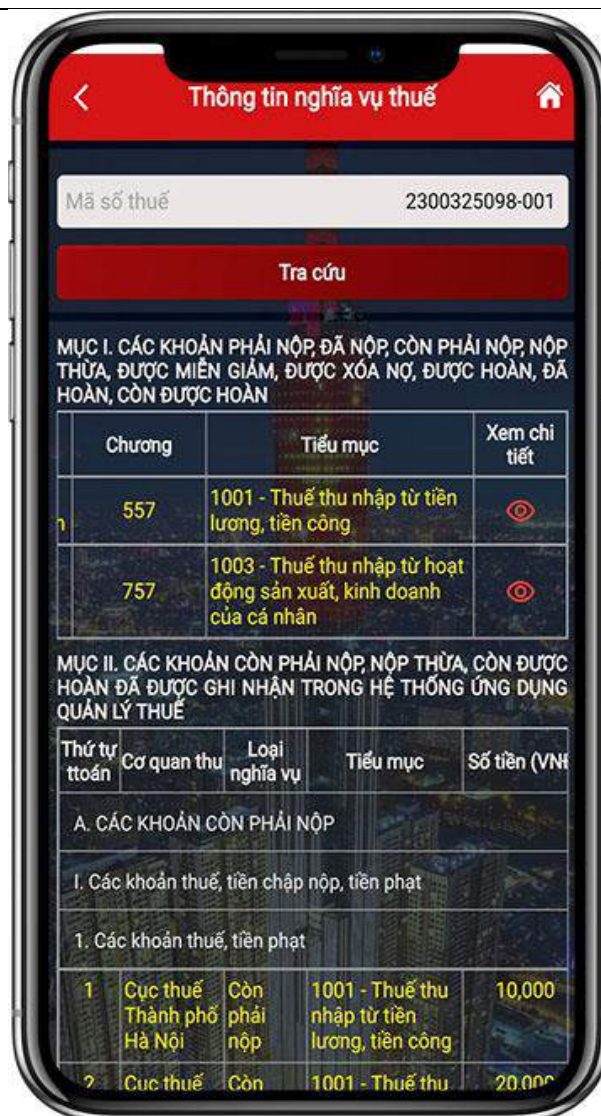 Thông tin nghĩa vụ thuế
Mã số thuế 2300325098-001
Tra cứu
MỤC I. CÁC KHOẢN PHẢI NỘP, ĐÃ NỘP, CÒN PHẢI NỘP, NỘP
THỪA, ĐƯỢC MIỄN GIẢM, ĐƯỢC XÓA NỢ, ĐƯỢC HOÀN, ĐÃ
HOÀN, CÒN ĐƯỢC HOÀN
Chương Tiểu mục Xem chi
tiết
n 557 1001 - Thuế thu nhập từ tiền
lương, tiền công
757 1003 - Thuế thu nhập từ hoạt
động sản xuất, kinh doanh
của cá nhân
MỤC II. CÁC KHOẢN CÒN PHẢI NỘP, NỘP THỪA, CÒN ĐƯỢC
HOÀN ĐÃ ĐƯỢC GHI NHẬN TRONG HỆ THỐNG ỨNG DỤNG
QUẢN LÝ THUẾ
Thứ tự Cơ quan thu Loại Tiểu mục Số tiền (VNH
ttoán nghĩa vụ
A. CÁC KHOẢN CÒN PHẢI NỘP
I. Các khoản thuế, tiền chập nộp, tiền phạt
1. Các khoản thuế, tiền phạt
1 Cục thuế Còn 1001 - Thuế thu 10,000
Thành phố phải nhập từ tiền
Hà Nội nộp lương, tiền công
2 Cục thuế Còn 1001 - Thuế thu 20,000